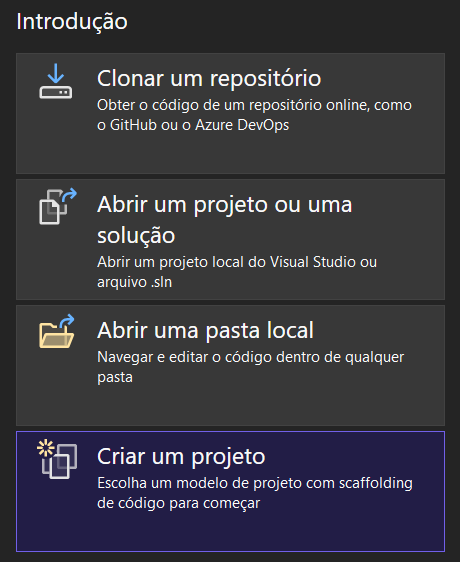 Introdução
Clonar um repositório
Obter o código de um repositório online, como
o GitHub ou o Azure DevOps
Abrir um projeto ou uma
solução
Abrir um projeto local do Visual Studio ou
arquivo .sln
Abrir uma pasta local
Navegar e editar o código dentro de qualquer
pasta
Criar um projeto
Escolha um modelo de projeto com scaffolding
de código para começar